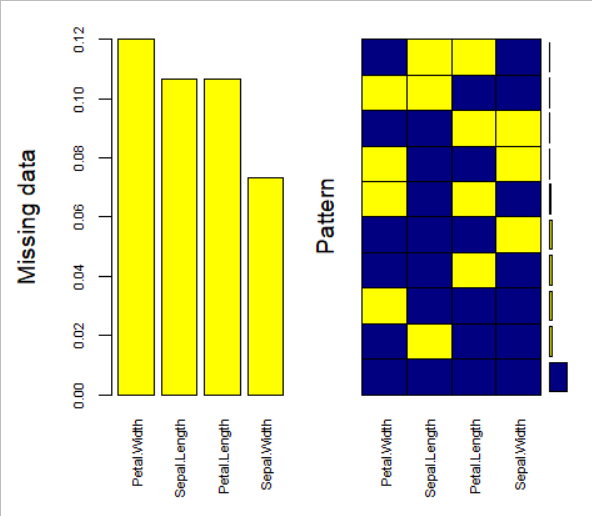 Missing data
0.12
0.10
0.08
0.06
0.04
0.02
0.00
Petal.Width
Sepal.Length
Petal.Length
Sepal.Width
Pattern
Petal.Width
Sepal.Length
Petal.Length
Sepal.Width